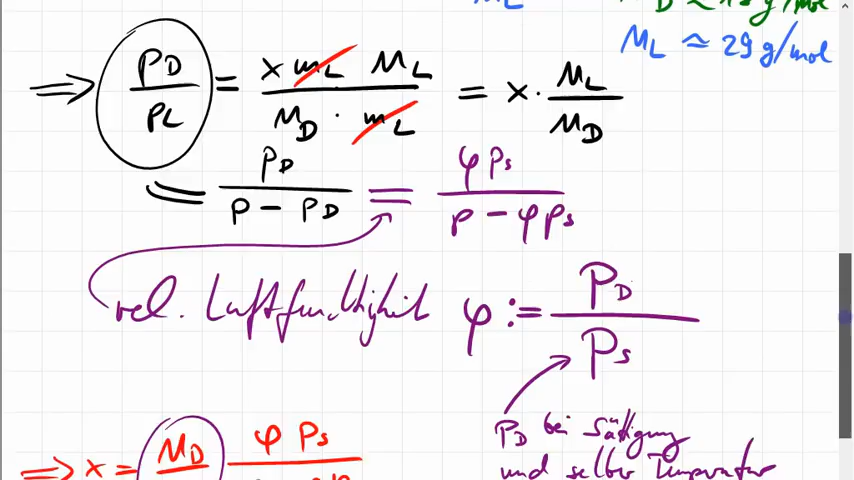 M_L ≈ 29 g/mol
⟹ p_D / p_L = x m_L M_L / (M_D · m_L) = x · M_L / M_D
= p_D / (p - p_D) = φ p_s / (p - φ p_s)
rel. Luftfeuchtigkeit φ := p_D / p_s
p_D bei Sättigung
und selber Temperatur
⟹ x = M_D φ p_s